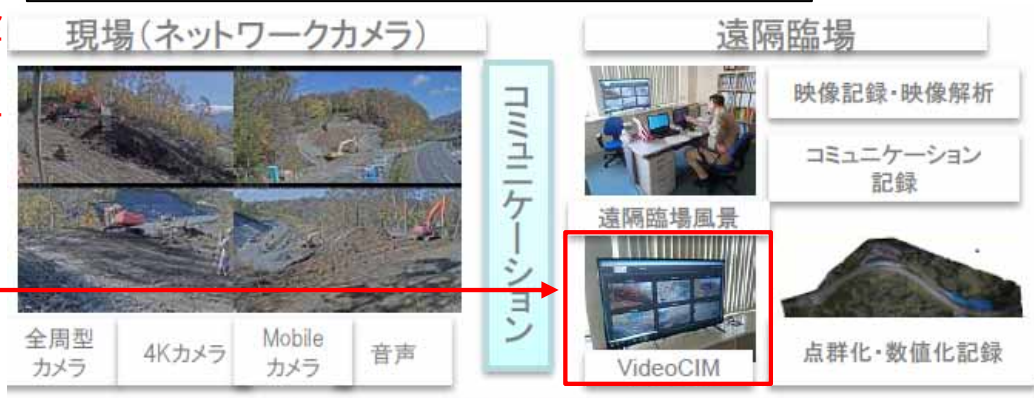 現場(ネットワークカメラ)
全周型
カメラ
4Kカメラ
Mobile
カメラ
音声
コミュニケーション
遠隔臨場
遠隔臨場風景
VideoCIM
映像記録・映像解析
コミュニケーション
記録
点群化・数値化記録